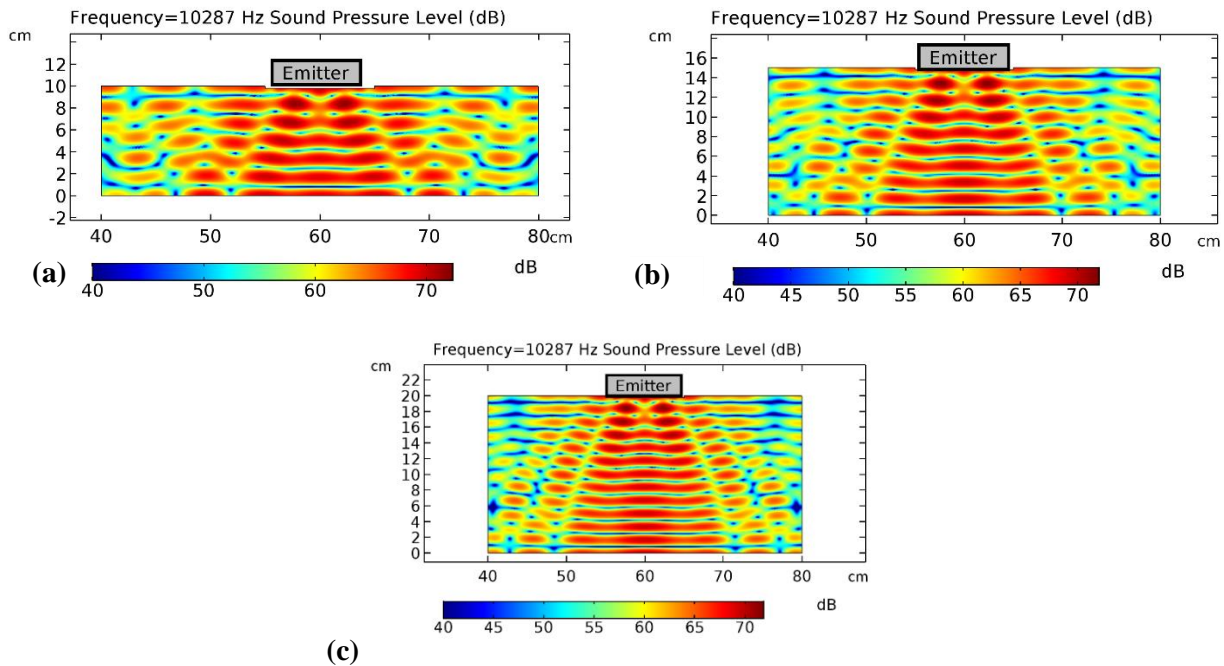 Frequency=10287 Hz Sound Pressure Level (dB)
cm
Emitter
12
10
8
6
4
2
0
-2
40 50 60 70 80 cm
(a)
dB
40 50 60 70
Frequency=10287 Hz Sound Pressure Level (dB)
cm
Emitter
16
14
12
10
8
6
4
2
0
40 50 60 70 80 cm
(b)
dB
40 45 50 55 60 65 70
Frequency=10287 Hz Sound Pressure Level (dB)
cm
Emitter
22
20
18
16
14
12
10
8
6
4
2
0
40 50 60 70 80 cm
dB
40 45 50 55 60 65 70
(c)